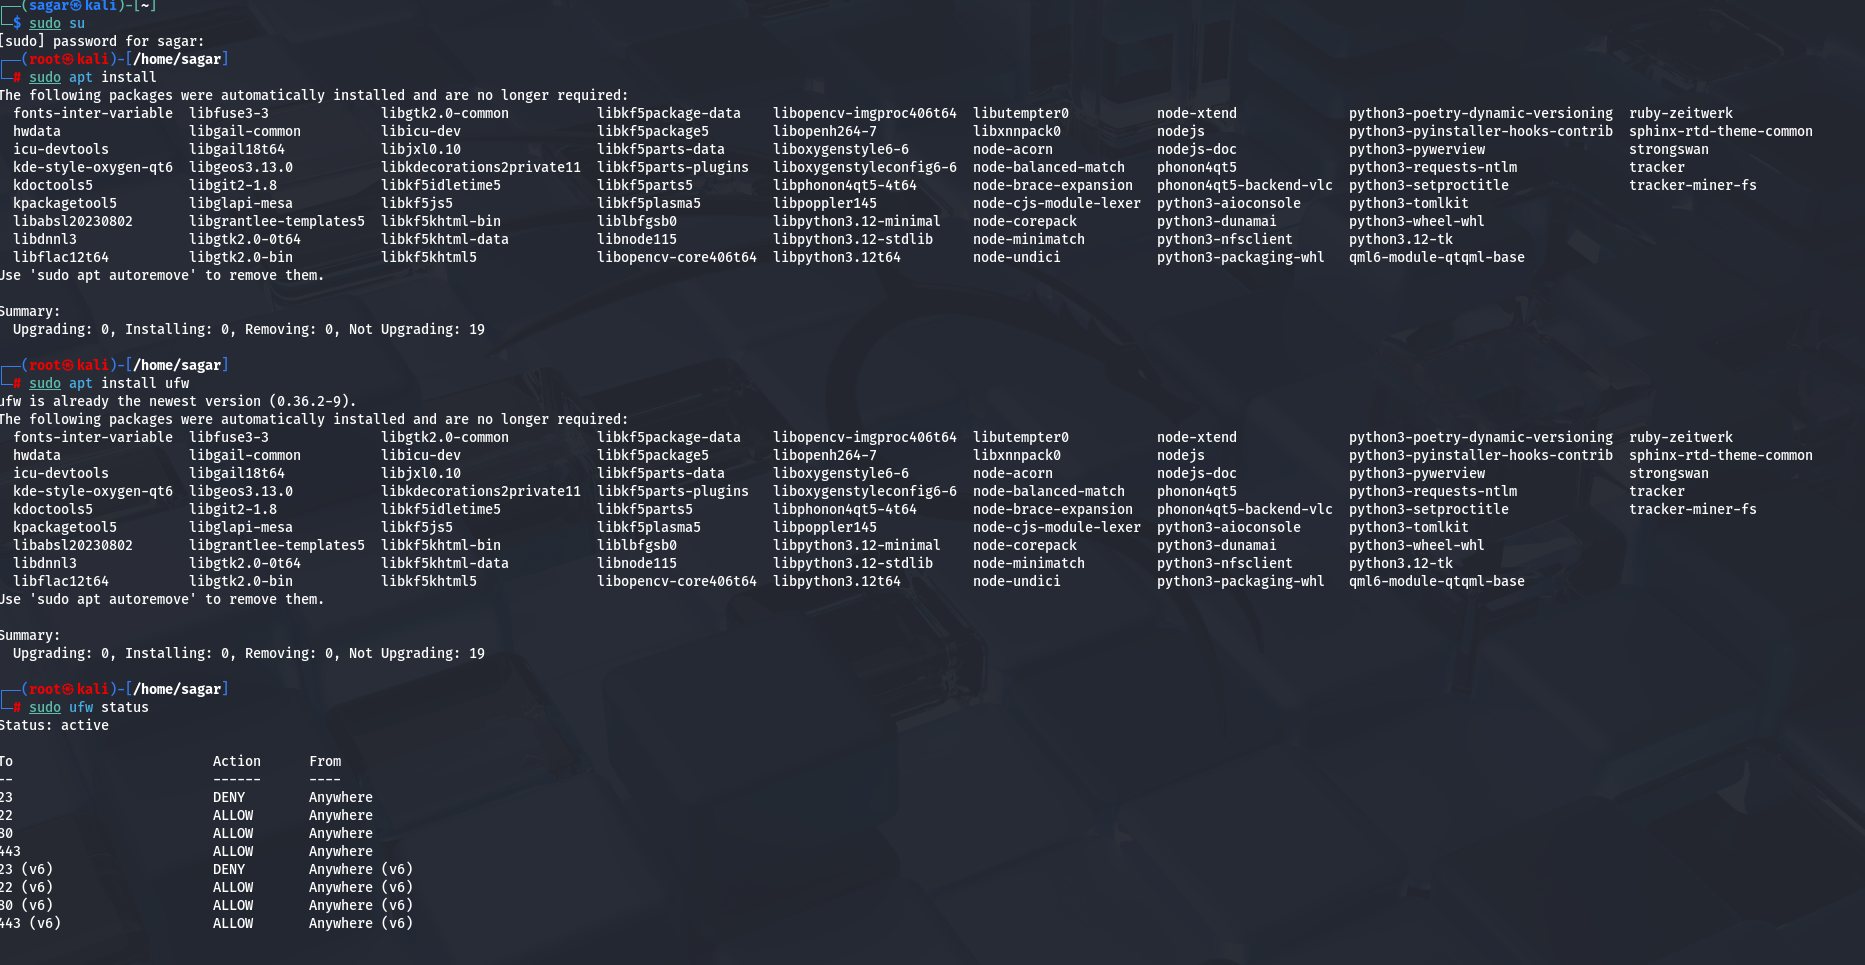 (sagar㉿kali)-[~]
$ sudo su
[sudo] password for sagar:
(root㉿kali)-[/home/sagar]
# sudo apt install
The following packages were automatically installed and are no longer required:
fonts-inter-variable libfuse3-3 libgtk2.0-common libkf5package-data libopencv-imgproc406t64 libutempter0 node-xtend python3-poetry-dynamic-versioning ruby-zeitwerk
hwdata libgail-common libicu-dev libkf5package5 libopenh264-7 libxnnpack0 nodejs python3-pyinstaller-hooks-contrib sphinx-rtd-theme-common
icu-devtools libgail18t64 libjxl0.10 libkf5parts-data liboxygenstyle6-6 node-acorn nodejs-doc python3-pywerview strongswan
kde-style-oxygen-qt6 libgeos3.13.0 libkdecorations2private11 libkf5parts-plugins liboxygenstyleconfig6-6 node-balanced-match phonon4qt5 python3-requests-ntlm tracker
kdoctools5 libgit2-1.8 libkf5idletime5 libkf5parts5 libphonon4qt5-4t64 node-brace-expansion phonon4qt5-backend-vlc python3-setproctitle tracker-miner-fs
kpackagetool5 libglapi-mesa libkf5js5 libkf5plasma5 libpoppler145 node-cjs-module-lexer python3-aioconsole python3-tomlkit
libabsl20230802 libgrantlee-templates5 libkf5khtml-bin liblbfgsb0 libpython3.12-minimal node-corepack python3-dunamai python3-wheel-whl
libdnnl3 libgtk2.0-0t64 libkf5khtml-data libnode115 libpython3.12-stdlib node-minimatch python3-nfsclient python3.12-tk
libflac12t64 libgtk2.0-bin libkf5khtml5 libopencv-core406t64 libpython3.12t64 node-undici python3-packaging-whl qml6-module-qtqml-base
Use 'sudo apt autoremove' to remove them.
Summary:
Upgrading: 0, Installing: 0, Removing: 0, Not Upgrading: 19
(root㉿kali)-[/home/sagar]
# sudo apt install ufw
ufw is already the newest version (0.36.2-9).
The following packages were automatically installed and are no longer required:
fonts-inter-variable libfuse3-3 libgtk2.0-common libkf5package-data libopencv-imgproc406t64 libutempter0 node-xtend python3-poetry-dynamic-versioning ruby-zeitwerk
hwdata libgail-common libicu-dev libkf5package5 libopenh264-7 libxnnpack0 nodejs python3-pyinstaller-hooks-contrib sphinx-rtd-theme-common
icu-devtools libgail18t64 libjxl0.10 libkf5parts-data liboxygenstyle6-6 node-acorn nodejs-doc python3-pywerview strongswan
kde-style-oxygen-qt6 libgeos3.13.0 libkdecorations2private11 libkf5parts-plugins liboxygenstyleconfig6-6 node-balanced-match phonon4qt5 python3-requests-ntlm tracker
kdoctools5 libgit2-1.8 libkf5idletime5 libkf5parts5 libphonon4qt5-4t64 node-brace-expansion phonon4qt5-backend-vlc python3-setproctitle tracker-miner-fs
kpackagetool5 libglapi-mesa libkf5js5 libkf5plasma5 libpoppler145 node-cjs-module-lexer python3-aioconsole python3-tomlkit
libabsl20230802 libgrantlee-templates5 libkf5khtml-bin liblbfgsb0 libpython3.12-minimal node-corepack python3-dunamai python3-wheel-whl
libdnnl3 libgtk2.0-0t64 libkf5khtml-data libnode115 libpython3.12-stdlib node-minimatch python3-nfsclient python3.12-tk
libflac12t64 libgtk2.0-bin libkf5khtml5 libopencv-core406t64 libpython3.12t64 node-undici python3-packaging-whl qml6-module-qtqml-base
Use 'sudo apt autoremove' to remove them.
Summary:
Upgrading: 0, Installing: 0, Removing: 0, Not Upgrading: 19
(root㉿kali)-[/home/sagar]
# sudo ufw status
Status: active
To Action From
-- ------ ----
23 DENY Anywhere
22 ALLOW Anywhere
80 ALLOW Anywhere
443 ALLOW Anywhere
23 (v6) DENY Anywhere (v6)
22 (v6) ALLOW Anywhere (v6)
80 (v6) ALLOW Anywhere (v6)
443 (v6) ALLOW Anywhere (v6)